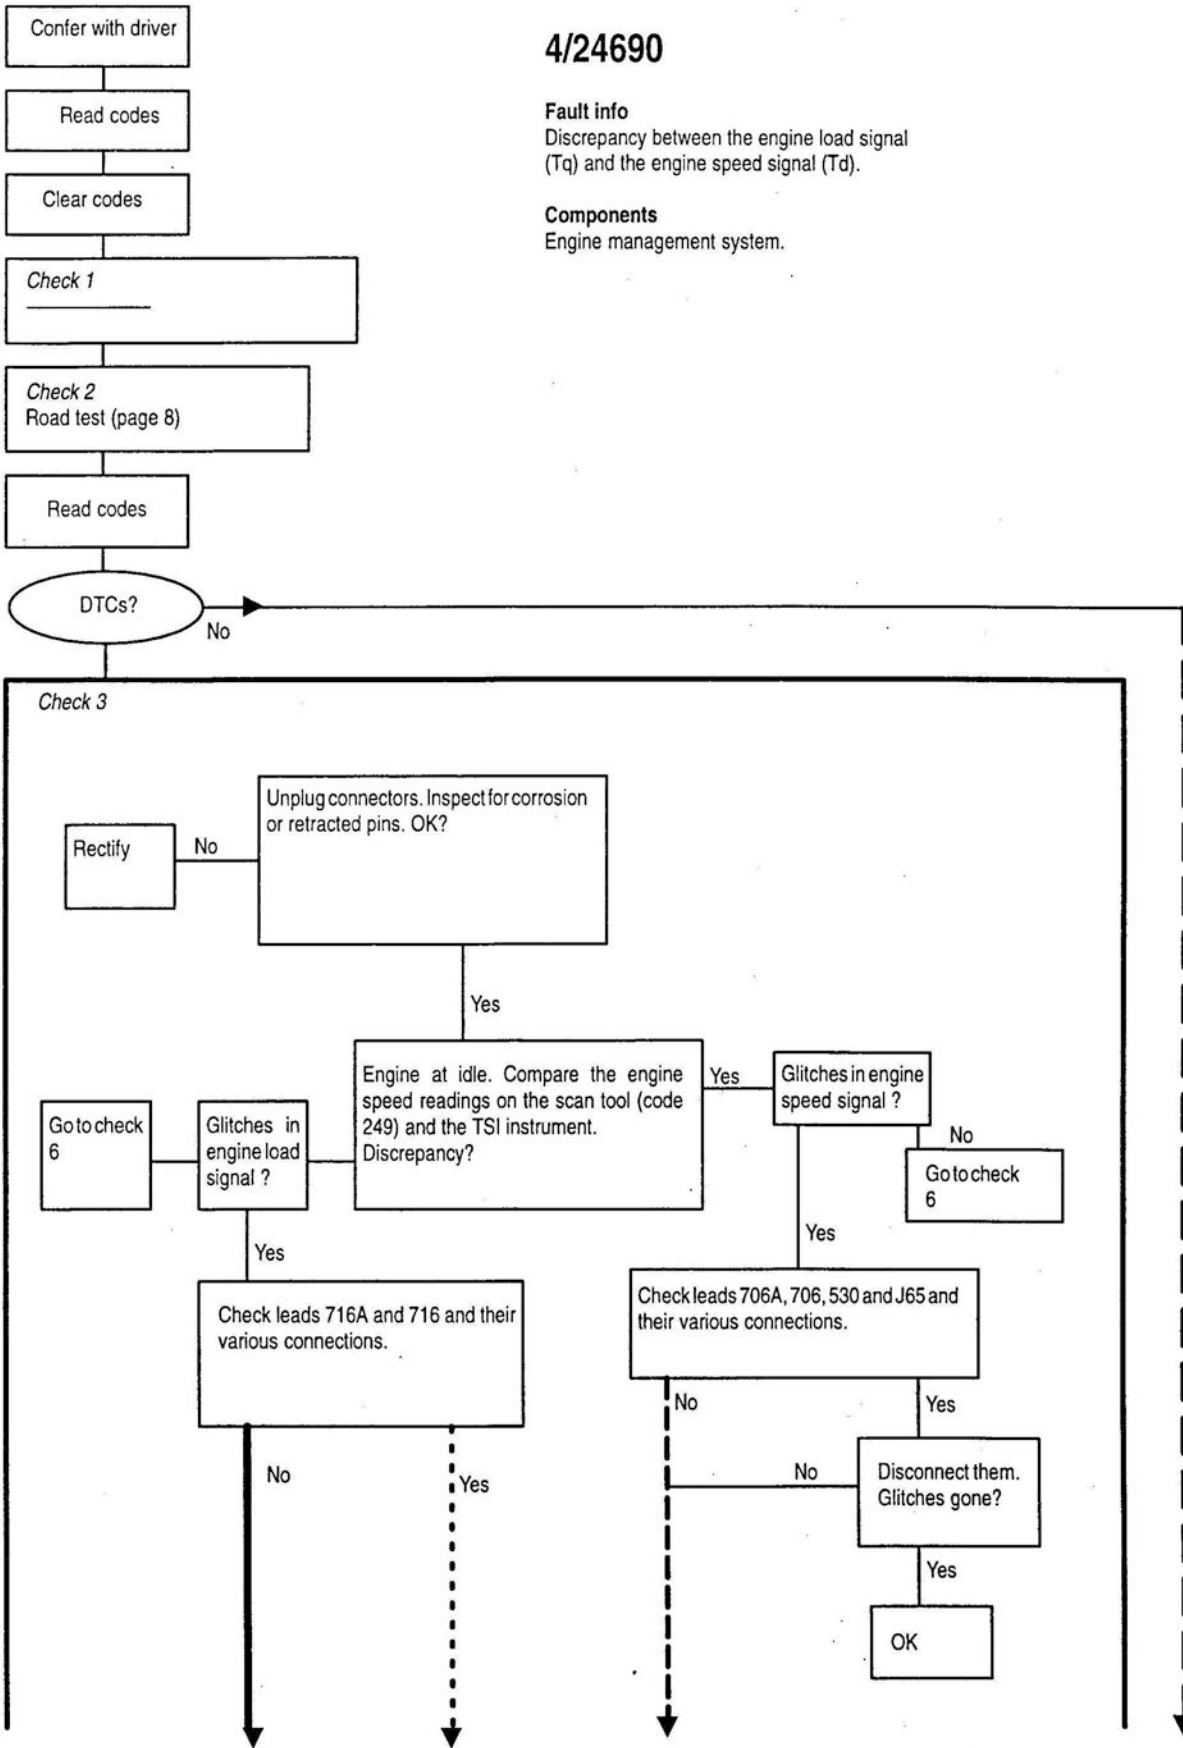 Confer with driver
4/24690
Read codes
Fault info
Discrepancy between the engine load signal
(Tq) and the engine speed signal (Td).
Clear codes
Components
Engine management system.
Check 1
Check 2
Road test (page 8)
Read codes
DTCs?
No
Check 3
Unplug connectors. Inspect for corrosion
or retracted pins. OK?
Rectify
No
Yes
Engine at idle. Compare the engine
speed readings on the scan tool (code
249) and the TSI instrument.
Discrepancy?
Yes
Glitches in engine
speed signal ?
No
Go to check
6
Go to check
6
Glitches in
engine load
signal ?
Yes
Yes
Check leads 716A and 716 and their
various connections.
Check leads 706A, 706, 530 and J65 and
their various connections.
No
Yes
No
Yes
No
Disconnect them.
Glitches gone?
Yes
OK